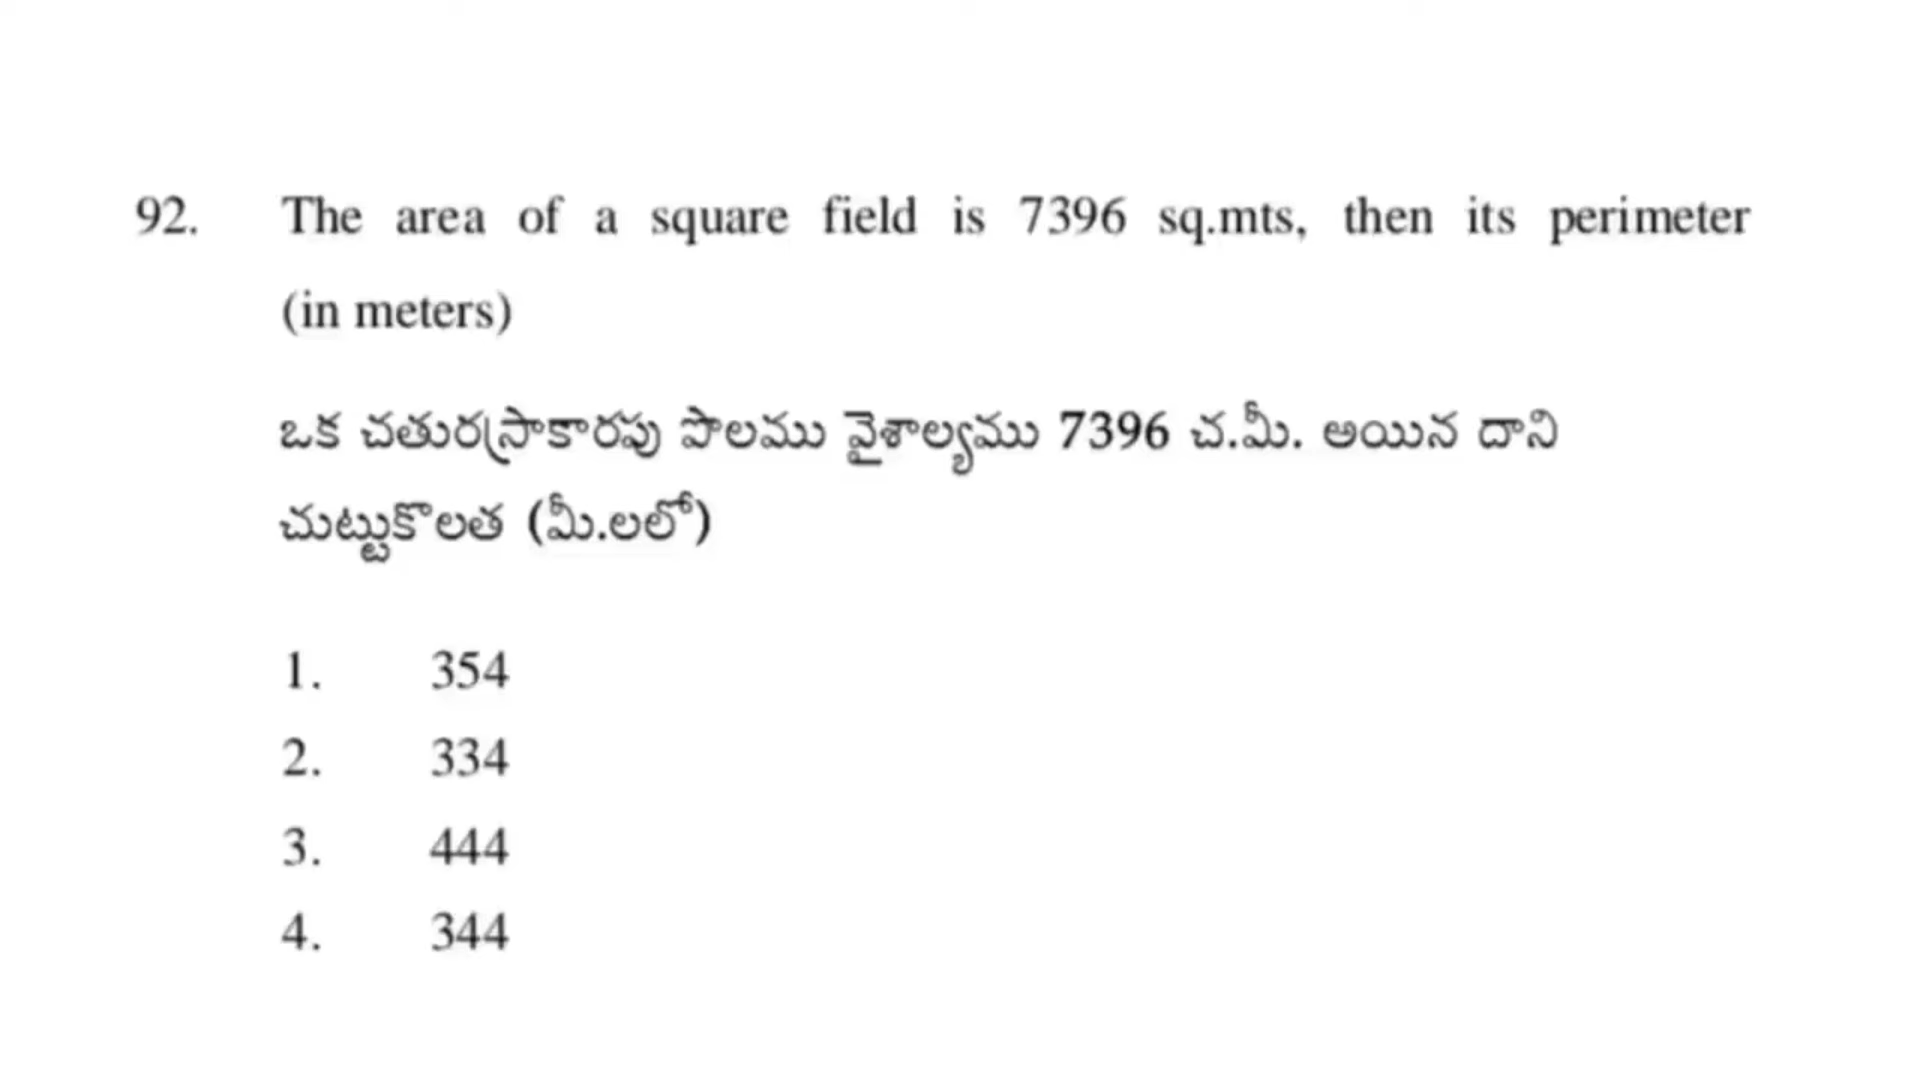 92. The area of a square field is 7396 sq.mts, then its perimeter
(in meters)
ఒక చతురస్రాకారపు పొలము వైశాల్యము 7396 చ.మీ. అయిన దాని
చుట్టుకొలత (మీ.లలో)
1. 354
2. 334
3. 444
4. 344